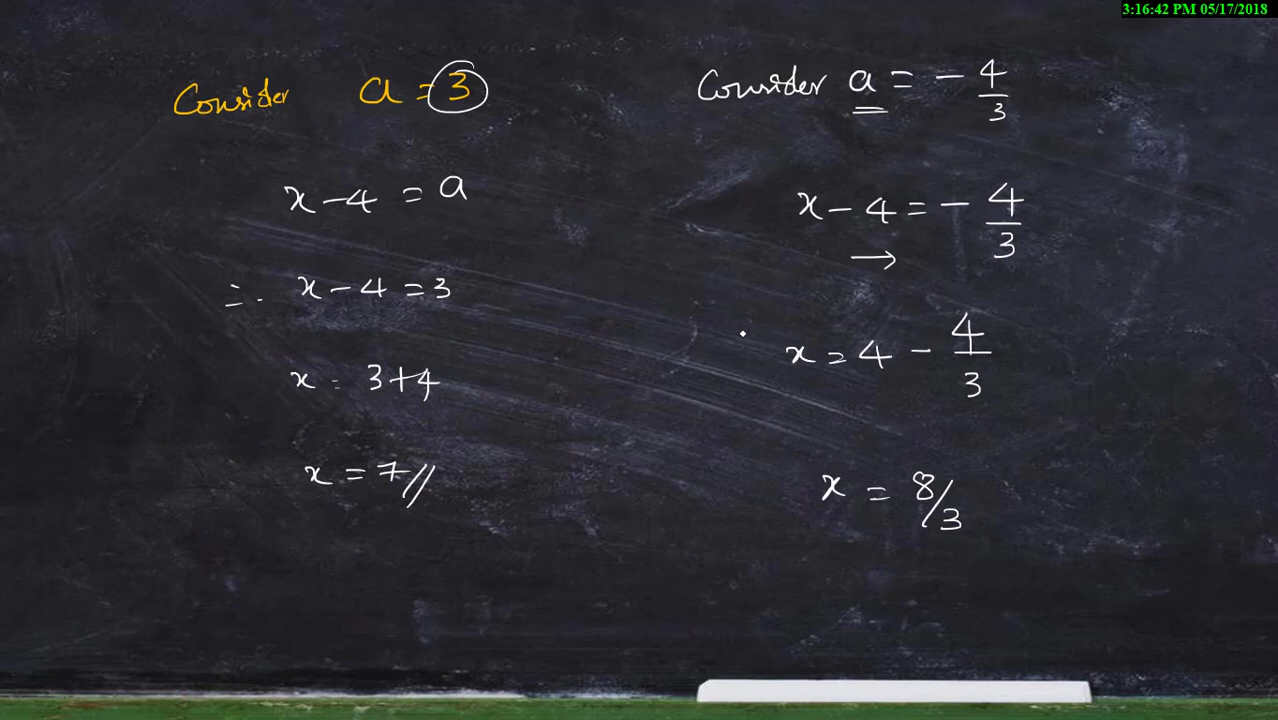 3:16:42 PM 05/17/2018
Consider a = 3
x - 4 = a
∴ x - 4 = 3
x = 3 + 4
x = 7 //
Consider a = - 4/3
x - 4 = - 4/3
→
x = 4 - 4/3
x = 8/3